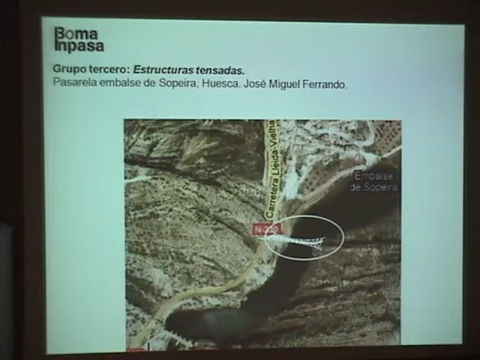 Boma
Inpasa
Grupo tercero: Estructuras tensadas.
Pasarela embalse de Sopeira, Huesca. José Miguel Ferrando.
Carretera Lleida-Vielha
Embalse
de Sopeira
N-230